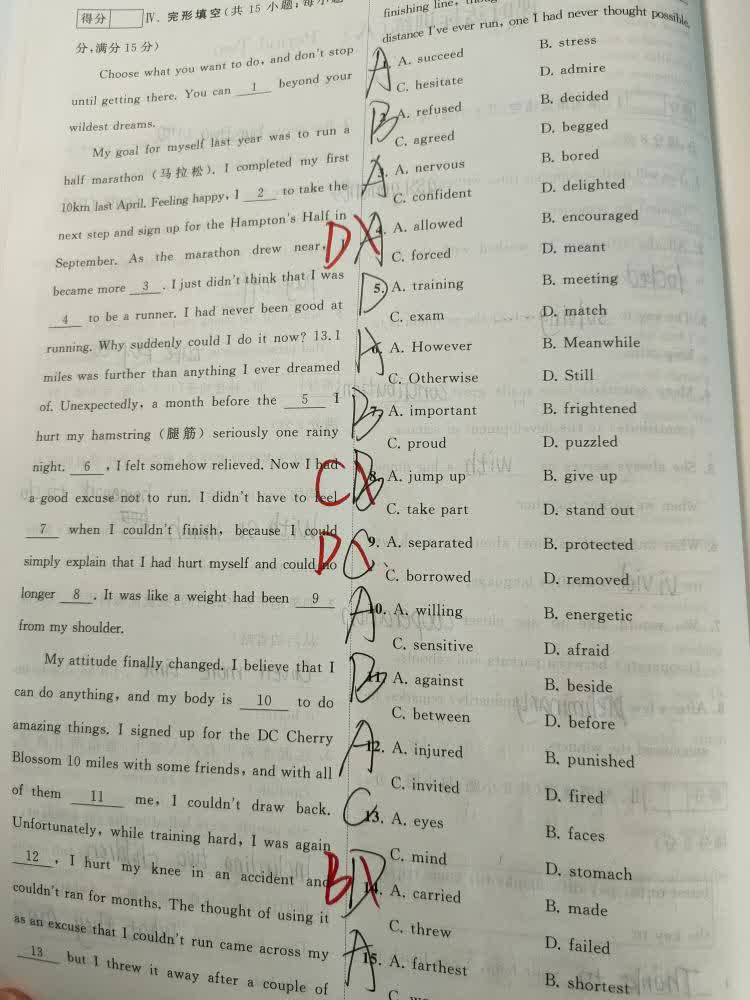 得分
Ⅳ. 完形填空(共 15 小题;每小题
分,满分 15 分)
Choose what you want to do, and don't stop
until getting there. You can 1 beyond your
wildest dreams.
My goal for myself last year was to run a
half marathon (马拉松). I completed my first
10km last April. Feeling happy, I 2 to take the
next step and sign up for the Hampton's Half in
September. As the marathon drew near, I
became more 3 . I just didn't think that I was
4 to be a runner. I had never been good at
running. Why suddenly could I do it now? 13.1
miles was further than anything I ever dreamed
of. Unexpectedly, a month before the 5 I
hurt my hamstring (腿筋) seriously one rainy
night. 6 , I felt somehow relieved. Now I had
a good excuse not to run. I didn't have to feel
7 when I couldn't finish, because I could
simply explain that I had hurt myself and could no
longer 8 . It was like a weight had been 9
from my shoulder.
My attitude finally changed. I believe that I
can do anything, and my body is 10 to do
amazing things. I signed up for the DC Cherry
Blossom 10 miles with some friends, and with all
of them 11 me, I couldn't draw back.
Unfortunately, while training hard, I was again
12 , I hurt my knee in an accident and
couldn't ran for months. The thought of using it
as an excuse that I couldn't run came across my
13 but I threw it away after a couple of
finishing line,
distance I've ever run, one I had never thought possible.
A 1. A. succeed B. stress
C. hesitate D. admire
B 2. A. refused B. decided
C. agreed D. begged
A 3. A. nervous B. bored
C. confident D. delighted
D A 4. A. allowed B. encouraged
C. forced D. meant
D 5. A. training B. meeting
C. exam D. match
A 6. A. However B. Meanwhile
C. Otherwise D. Still
B 7. A. important B. frightened
C. proud D. puzzled
C B 8. A. jump up B. give up
C. take part D. stand out
D C 9. A. separated B. protected
C. borrowed D. removed
A 10. A. willing B. energetic
C. sensitive D. afraid
B 11. A. against B. beside
C. between D. before
A 12. A. injured B. punished
C. invited D. fired
C 13. A. eyes B. faces
C. mind D. stomach
B D 14. A. carried B. made
C. threw D. failed
A 15. A. farthest B. shortest